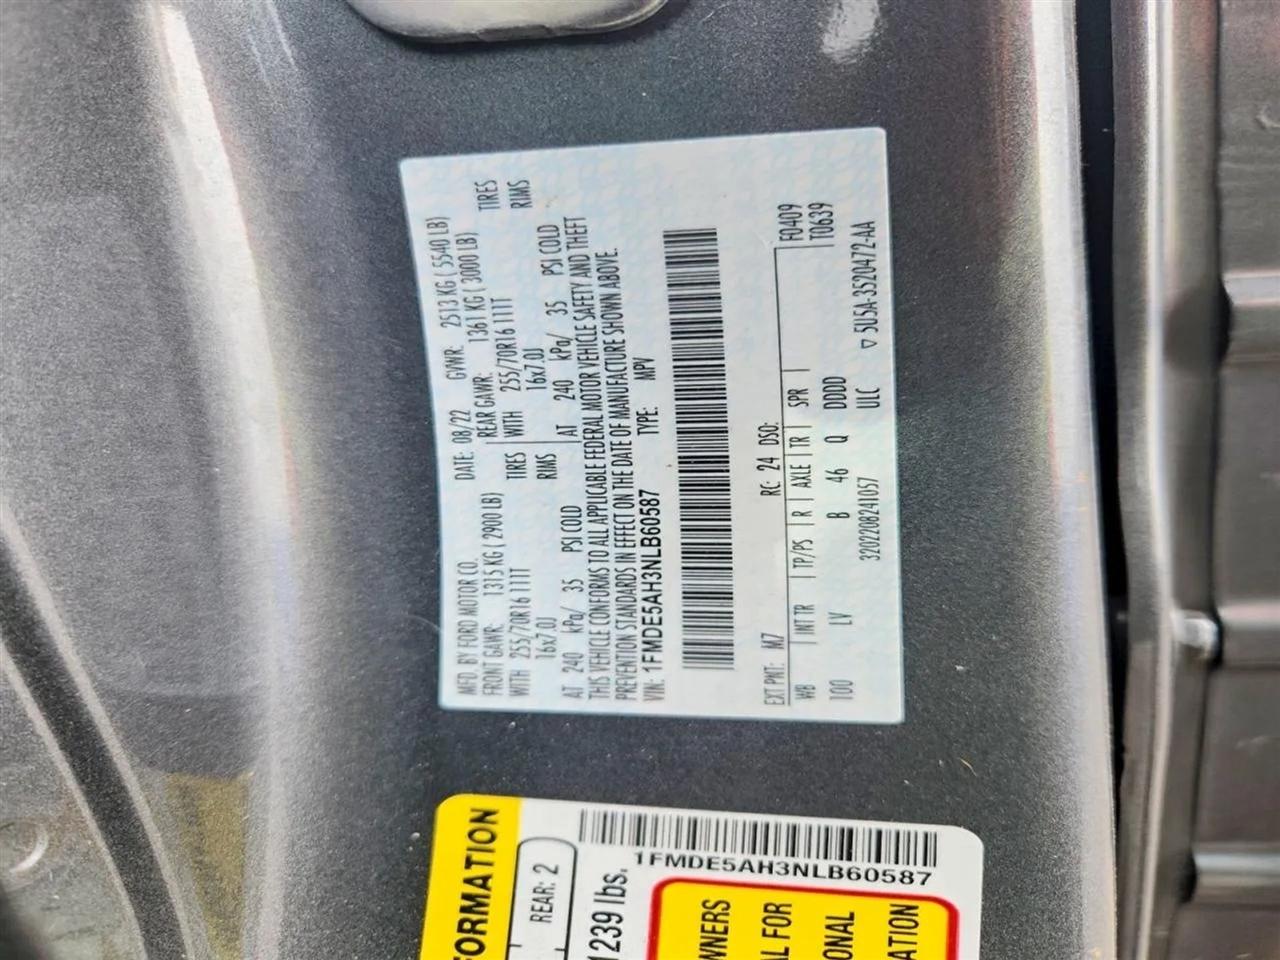 MFD. BY FORD MOTOR CO.
DATE: 08/22 GVWR: 2513 KG ( 5540 LB)
FRONT GAWR: 1315 KG ( 2900 LB)
REAR GAWR: 1361 KG ( 3000 LB)
WITH 255/70R16 111T TIRES
WITH 255/70R16 111T TIRES
16x7.0J RIMS
16x7.0J RIMS
AT 240 kPa/ 35 PSI COLD
AT 240 kPa/ 35 PSI COLD
THIS VEHICLE CONFORMS TO ALL APPLICABLE FEDERAL MOTOR VEHICLE SAFETY AND THEFT
PREVENTION STANDARDS IN EFFECT ON THE DATE OF MANUFACTURE SHOWN ABOVE.
VIN: 1FMDE5AH3NLB60587 TYPE: MPV
EXT PNT: M7 RC: 24 DSO: F0409
WB INT TR TP/PS R AXLE TR SPR T0639
100 LV B 46 Q DDDD
3202208241057 ULC ▽ 5U5A-3520472-AA
FORMATION
REAR: 2
1239 lbs.
1FMDE5AH3NLB60587
WNERS
AL FOR
IONAL
ATION